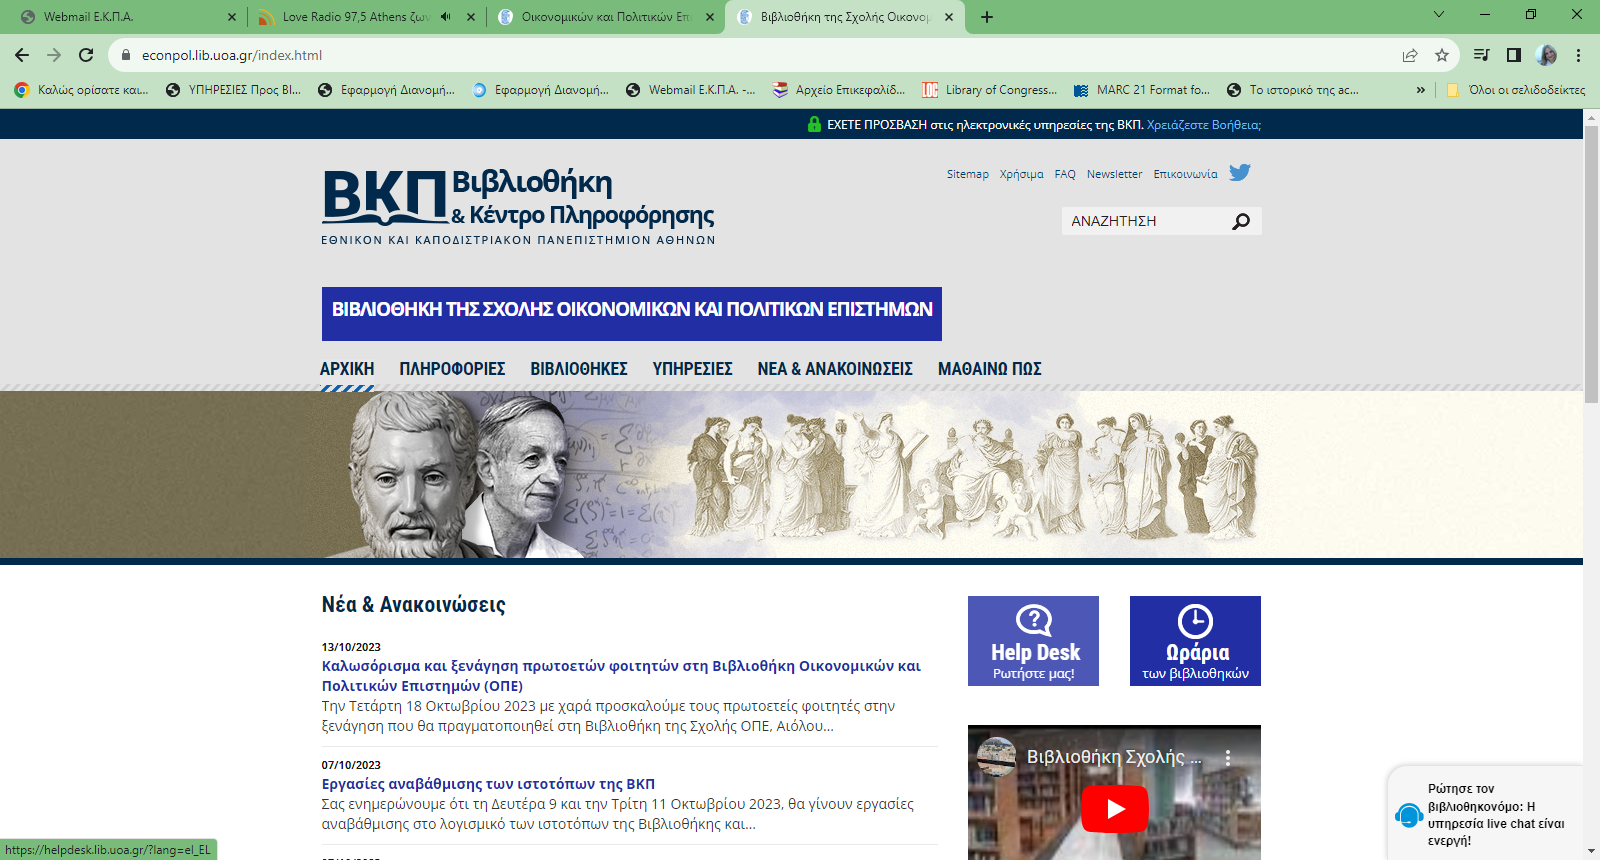 Webmail Ε.Κ.Π.Α.
Love Radio 97,5 Athens ζων
Οικονομικών και Πολιτικών Επι
Βιβλιοθήκη της Σχολής Οικονομ
econpol.lib.uoa.gr/index.html
Καλώς ορίσατε και...
ΥΠΗΡΕΣΙΕΣ Προς ΒΙ...
Εφαρμογή Διανομή...
Εφαρμογή Διανομή...
Webmail Ε.Κ.Π.Α. -...
Αρχείο Επικεφαλίδ...
Library of Congress...
MARC 21 Format fo...
Το ιστορικό της ac...
»
Όλοι οι σελιδοδείκτες
ΕΧΕΤΕ ΠΡΟΣΒΑΣΗ στις ηλεκτρονικές υπηρεσίες της ΒΚΠ. Χρειάζεστε Βοήθεια;
ΒΚΠ Βιβλιοθήκη
& Κέντρο Πληροφόρησης
ΕΘΝΙΚΟΝ ΚΑΙ ΚΑΠΟΔΙΣΤΡΙΑΚΟΝ ΠΑΝΕΠΙΣΤΗΜΙΟΝ ΑΘΗΝΩΝ
Sitemap Χρήσιμα FAQ Newsletter Επικοινωνία
ΑΝΑΖΗΤΗΣΗ
ΒΙΒΛΙΟΘΗΚΗ ΤΗΣ ΣΧΟΛΗΣ ΟΙΚΟΝΟΜΙΚΩΝ ΚΑΙ ΠΟΛΙΤΙΚΩΝ ΕΠΙΣΤΗΜΩΝ
ΑΡΧΙΚΗ ΠΛΗΡΟΦΟΡΙΕΣ ΒΙΒΛΙΟΘΗΚΕΣ ΥΠΗΡΕΣΙΕΣ ΝΕΑ & ΑΝΑΚΟΙΝΩΣΕΙΣ ΜΑΘΑΙΝΩ ΠΩΣ
Νέα & Ανακοινώσεις
13/10/2023
Καλωσόρισμα και ξενάγηση πρωτοετών φοιτητών στη Βιβλιοθήκη Οικονομικών και
Πολιτικών Επιστημών (ΟΠΕ)
Την Τετάρτη 18 Οκτωβρίου 2023 με χαρά προσκαλούμε τους πρωτοετείς φοιτητές στην
ξενάγηση που θα πραγματοποιηθεί στη Βιβλιοθήκη της Σχολής ΟΠΕ, Αιόλου...
07/10/2023
Εργασίες αναβάθμισης των ιστοτόπων της ΒΚΠ
Σας ενημερώνουμε ότι τη Δευτέρα 9 και την Τρίτη 11 Οκτωβρίου 2023, θα γίνουν εργασίες
αναβάθμισης στο λογισμικό των ιστοτόπων της Βιβλιοθήκης και...
Help Desk
Ρωτήστε μας!
Ωράρια
των βιβλιοθηκών
Βιβλιοθήκη Σχολής ...
Ρώτησε τον
βιβλιοθηκονόμο: Η
υπηρεσία live chat είναι
ενεργή!
https://helpdesk.lib.uoa.gr/?lang=el_EL